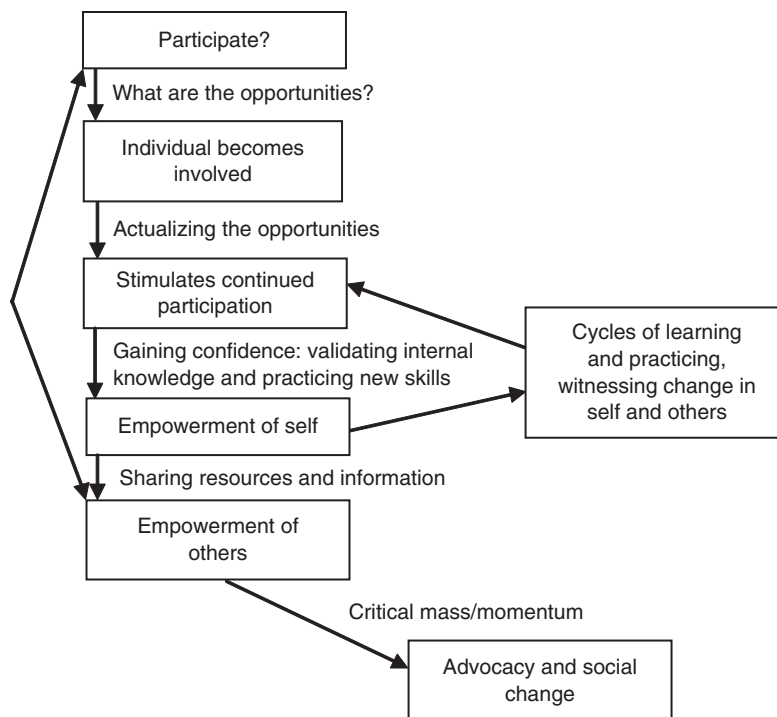 Participate?
What are the opportunities?
Individual becomes
involved
Actualizing the opportunities
Stimulates continued
participation
Gaining confidence: validating internal
knowledge and practicing new skills
Cycles of learning
and practicing,
witnessing change in
self and others
Empowerment of self
Sharing resources and information
Empowerment of
others
Critical mass/momentum
Advocacy and social
change